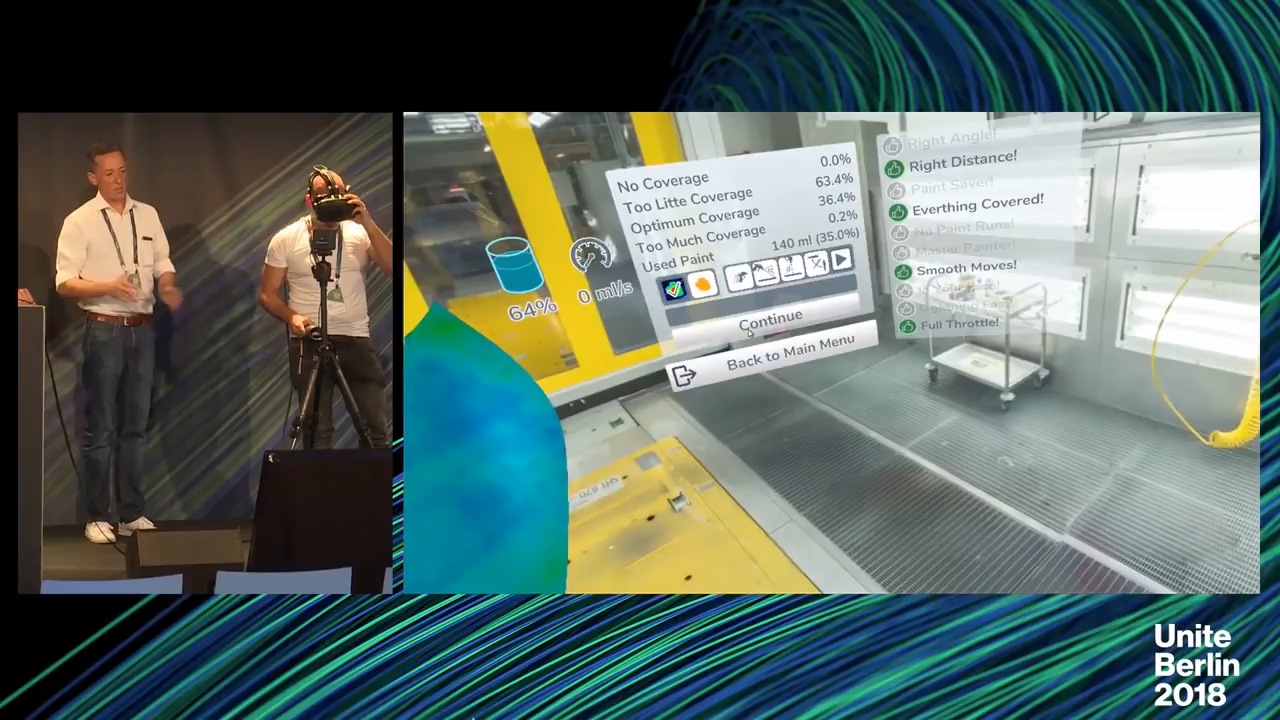 No Coverage 0.0%
Too Litte Coverage 63.4%
Optimum Coverage 36.4%
Too Much Coverage 0.2%
Used Paint 140 ml (35.0%)
Continue
Back to Main Menu
64%
0 ml/s
Right Angle!
Right Distance!
Paint Saver!
Everthing Covered!
No Paint Runs!
Master Painter!
Smooth Moves!
Full Throttle!
Unite
Berlin
2018